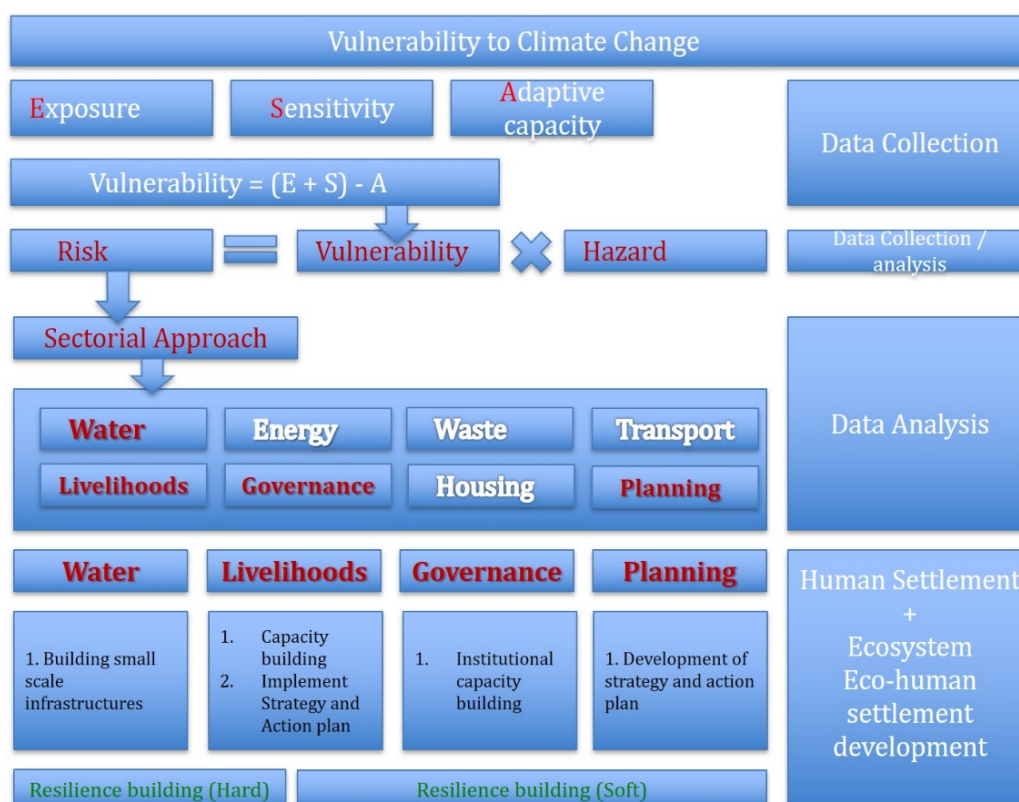 Vulnerability to Climate Change
Exposure
Sensitivity
Adaptive
capacity
Data Collection
Vulnerability = (E + S) - A
Risk
Vulnerability
Hazard
Data Collection /
analysis
Sectorial Approach
Water
Energy
Waste
Transport
Livelihoods
Governance
Housing
Planning
Data Analysis
Water
Livelihoods
Governance
Planning
1. Building small
scale
infrastructures
1. Capacity
building
2. Implement
Strategy and
Action plan
1. Institutional
capacity
building
1. Development of
strategy and action
plan
Human Settlement
+
Ecosystem
Eco-human
settlement
development
Resilience building (Hard)
Resilience building (Soft)